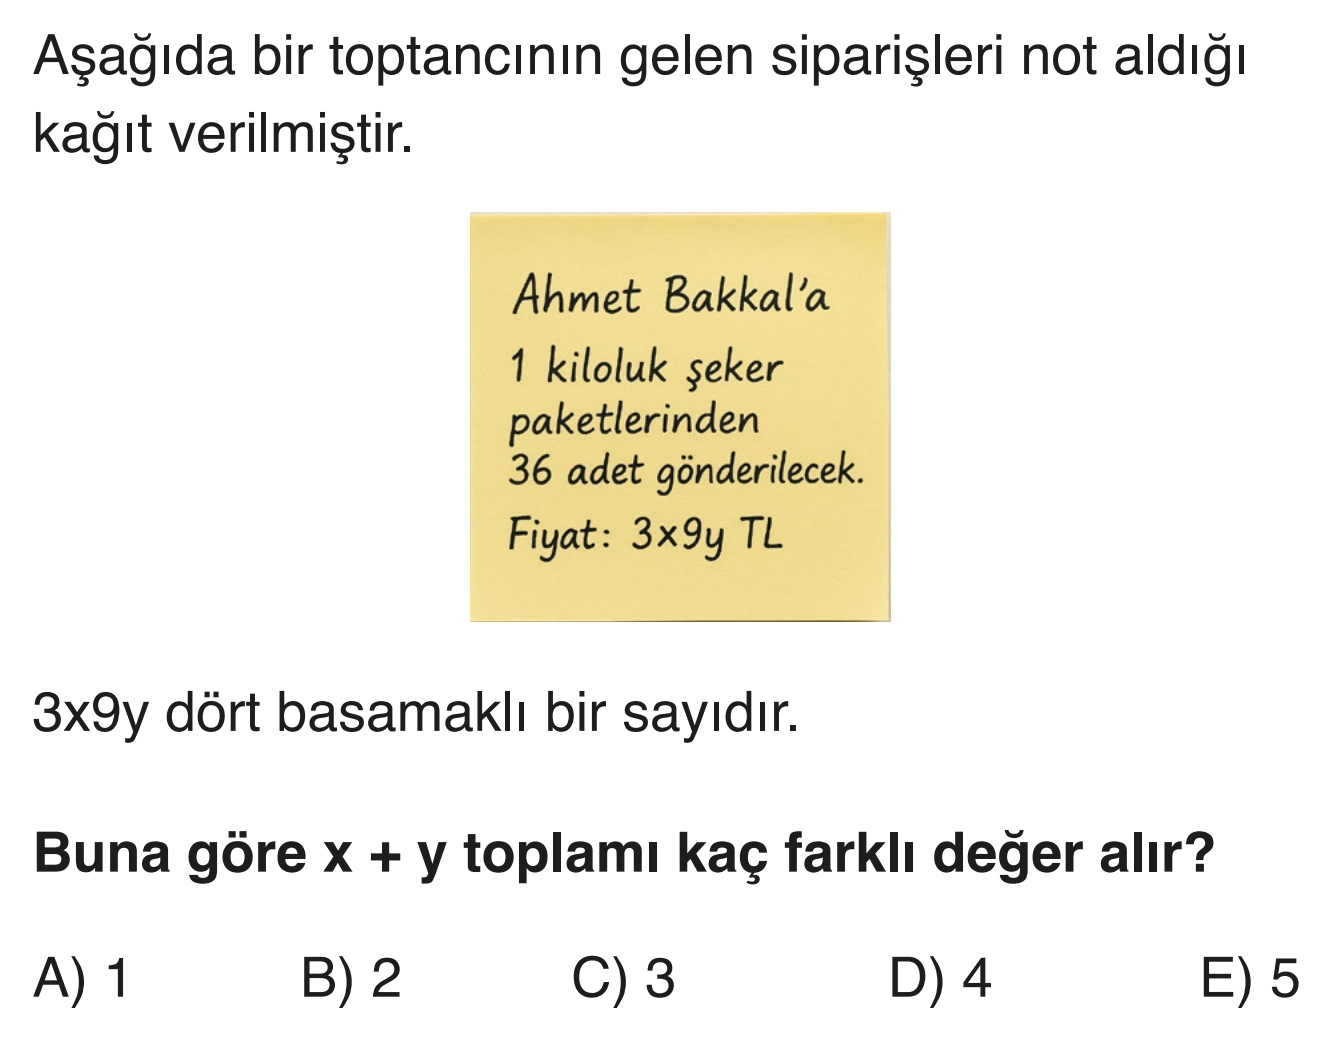 Aşağıda bir toptancının gelen siparişleri not aldığı
kağıt verilmiştir.
Ahmet Bakkal'a
1 kiloluk şeker
paketlerinden
36 adet gönderilecek.
Fiyat: 3x9y TL
3x9y dört basamaklı bir sayıdır.
Buna göre x + y toplamı kaç farklı değer alır?
A) 1 B) 2 C) 3 D) 4 E) 5